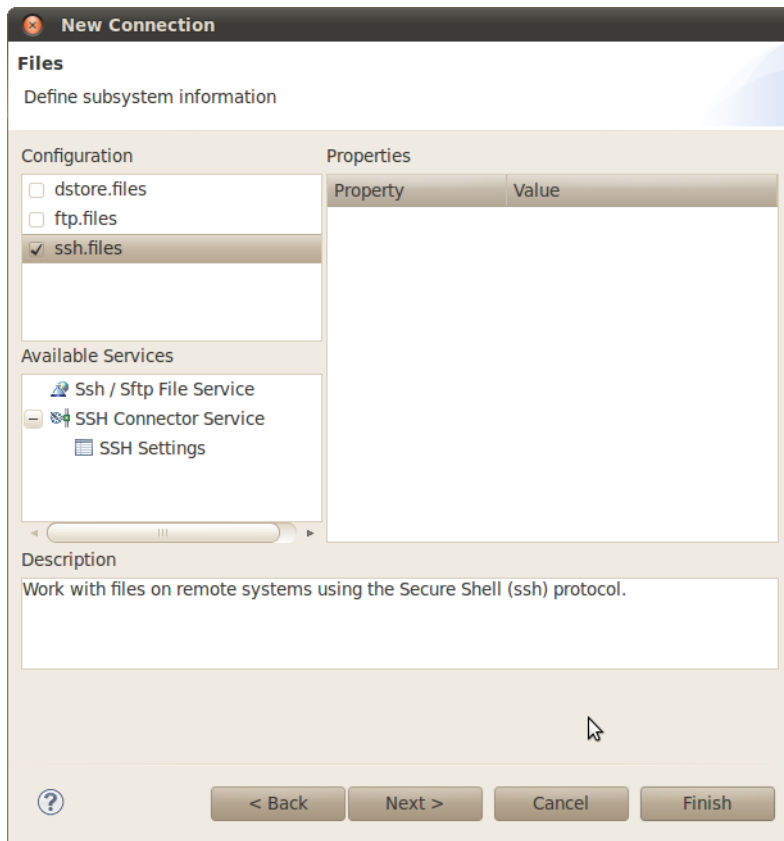 New Connection
Files
Define subsystem information
Configuration
dstore.files
ftp.files
ssh.files
Properties
Property Value
Available Services
Ssh / Sftp File Service
SSH Connector Service
SSH Settings
Description
Work with files on remote systems using the Secure Shell (ssh) protocol.
? < Back Next > Cancel Finish